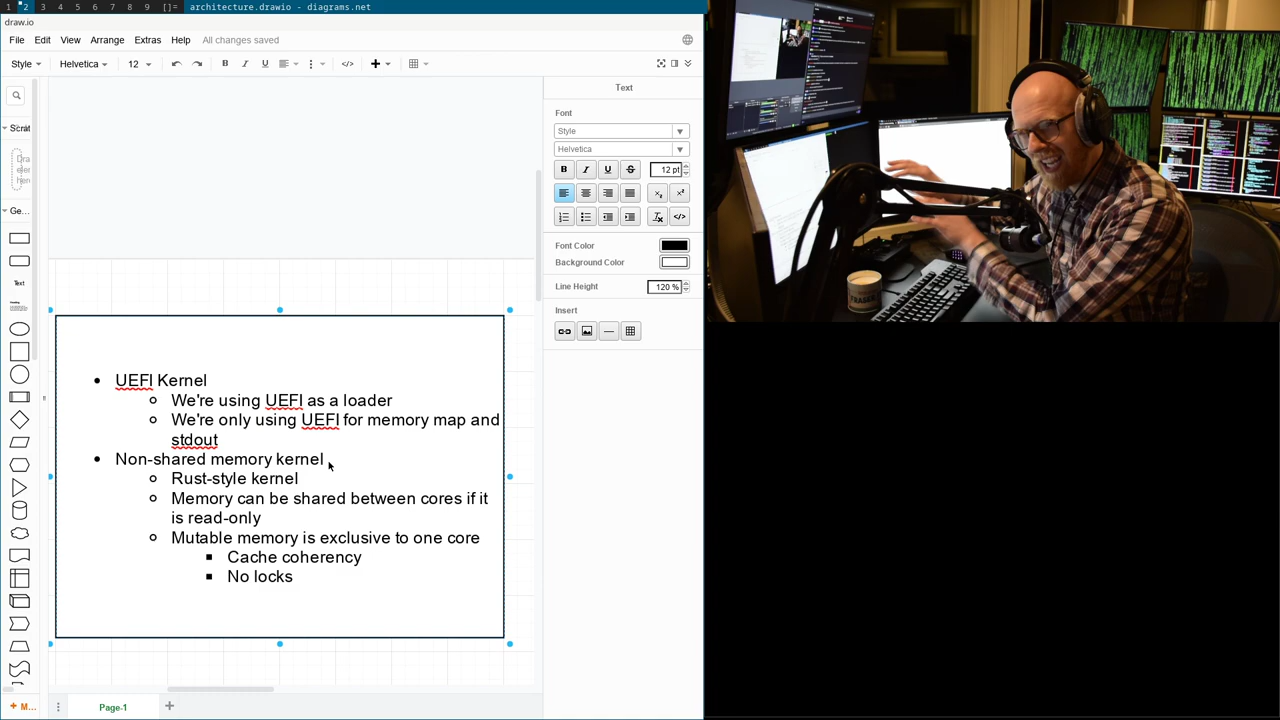 1 2 3 4 5 6 7 8 9 []= architecture.drawio - diagrams.net
draw.io
File Edit View Extras Help All changes saved
Style Helvetica 12 B I U </>
Text
Font
Style
Helvetica
B I U S 12 pt
Font Color
Background Color
Line Height 120 %
Insert
Scrat
Ge...
Text
UEFI Kernel
We're using UEFI as a loader
We're only using UEFI for memory map and
stdout
Non-shared memory kernel
Rust-style kernel
Memory can be shared between cores if it
is read-only
Mutable memory is exclusive to one core
Cache coherency
No locks
+ M...
Page-1